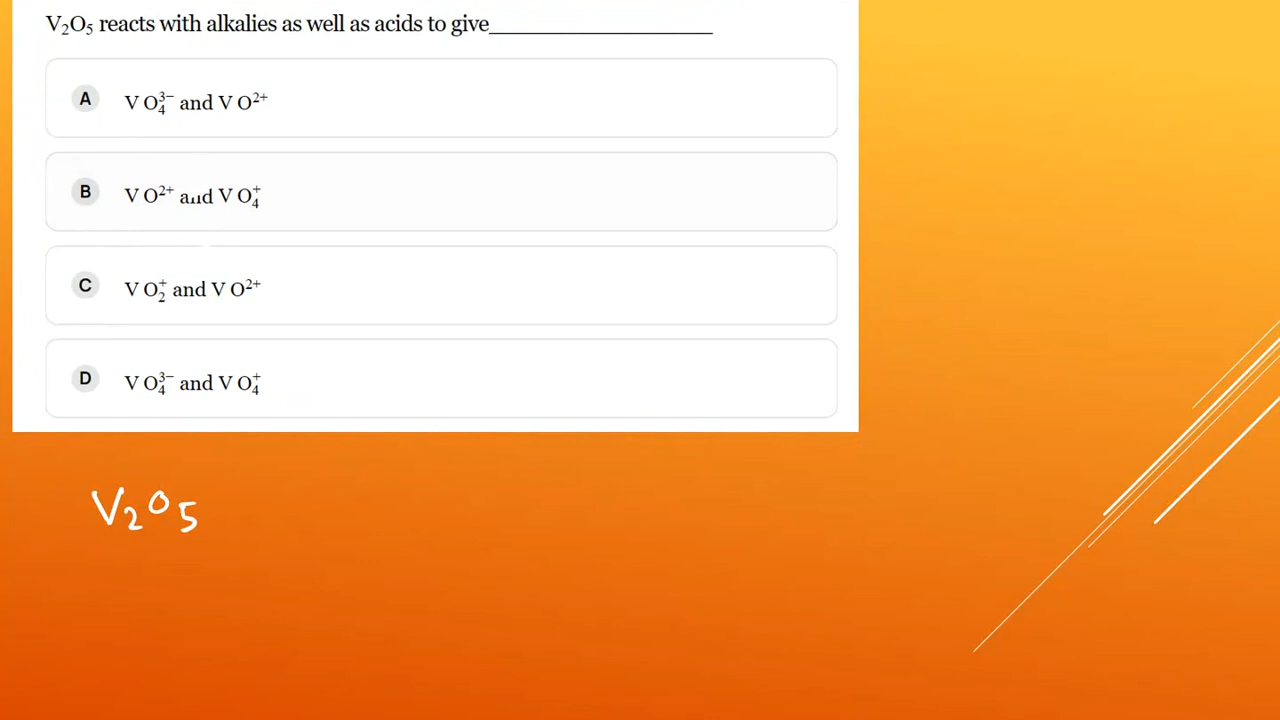 V₂O₅ reacts with alkalies as well as acids to give____________________
A V O₄³⁻ and V O²⁺
B V O²⁺ and V O₄⁺
C V O₂⁺ and V O²⁺
D V O₄³⁻ and V O₄⁺
V₂O₅